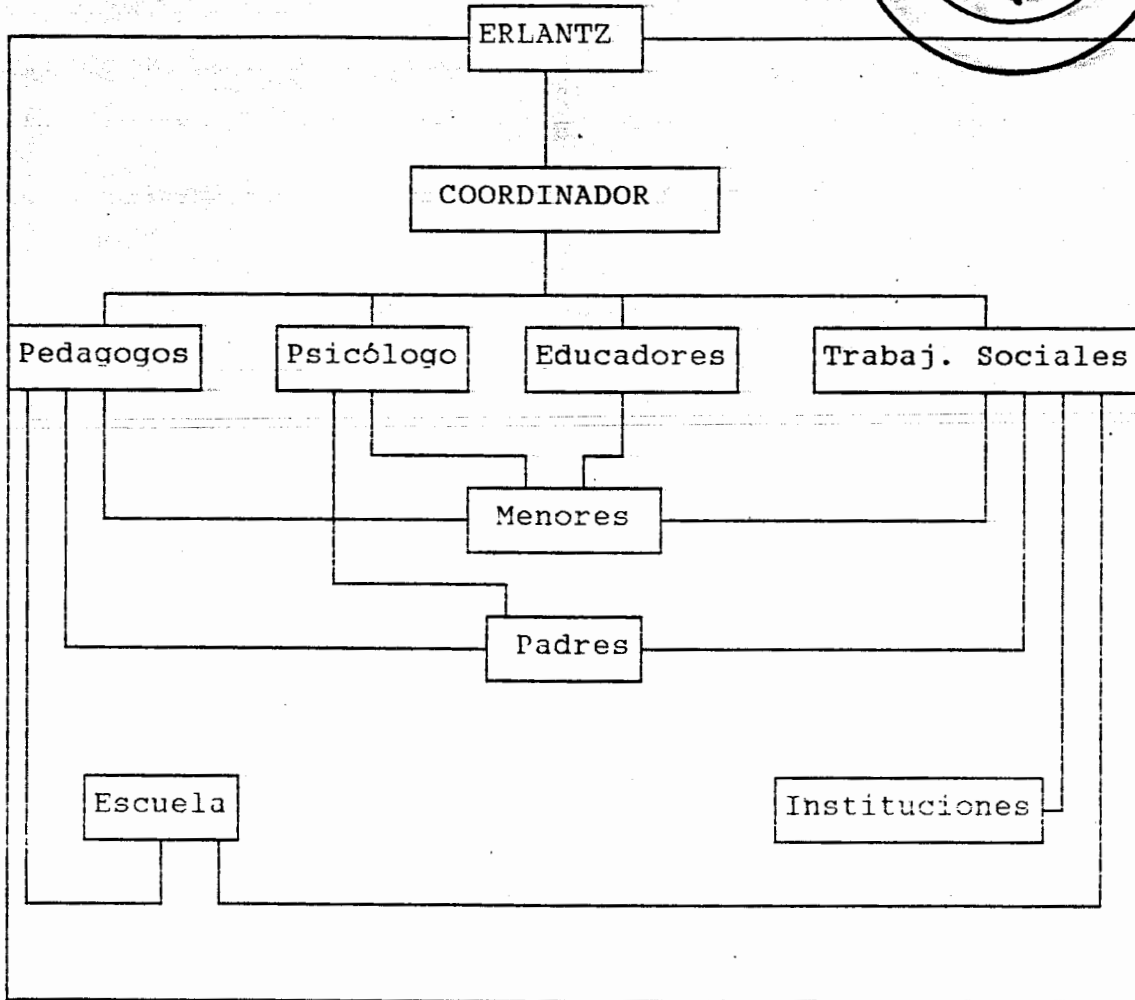 ERLANTZ
COORDINADOR
Pedagogos
Psicólogo
Educadores
Trabaj. Sociales
Menores
Padres
Escuela
Instituciones